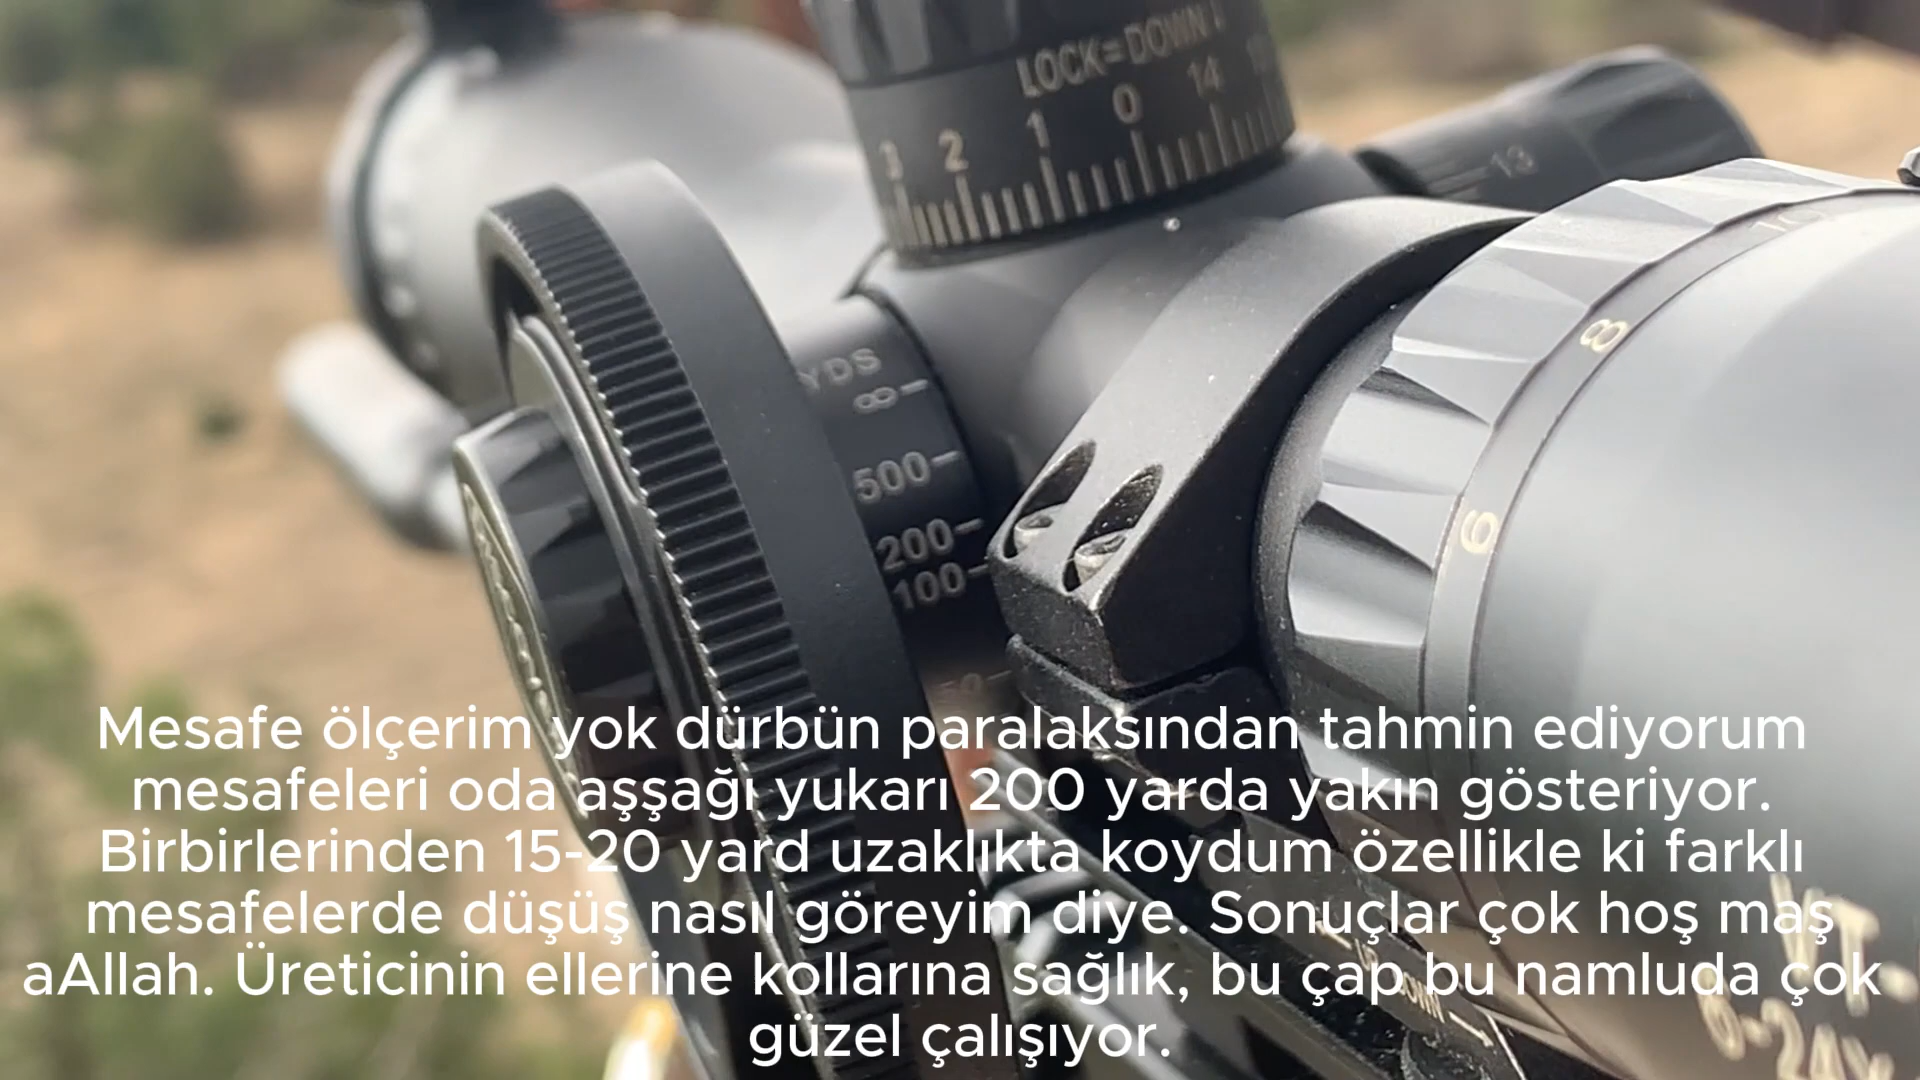 LOCK=DOWN
3 2 1 0 14
13
10
YDS
∞
500
200
100
8
6
Mesafe ölçerim yok dürbün paralaksından tahmin ediyorum
mesafeleri oda aşşağı yukarı 200 yarda yakın gösteriyor.
Birbirlerinden 15-20 yard uzaklıkta koydum özellikle ki farklı
mesafelerde düşüş nasıl göreyim diye. Sonuçlar çok hoş maş
aAllah. Üreticinin ellerine kollarına sağlık, bu çap bu namluda çok
güzel çalışıyor.
6-24x